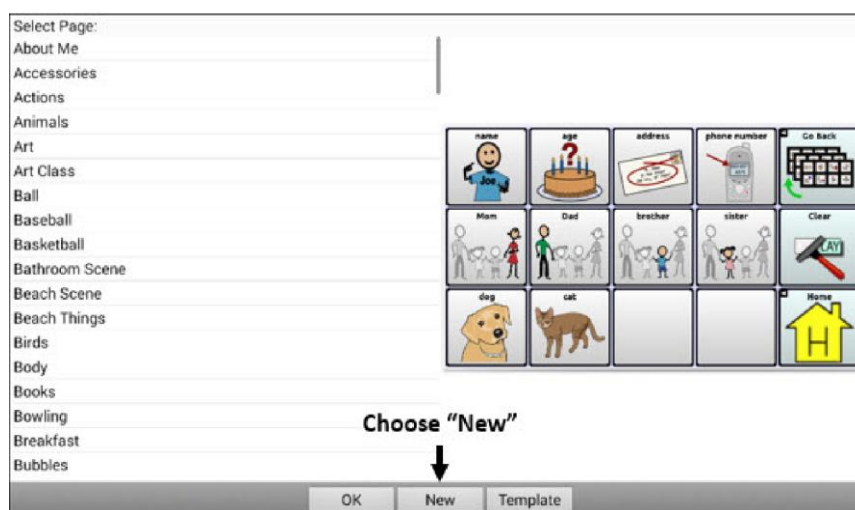 Select Page:
About Me
Accessories
Actions
Animals
Art
Art Class
Ball
Baseball
Basketball
Bathroom Scene
Beach Scene
Beach Things
Birds
Body
Books
Bowling
Breakfast
Bubbles
name age address phone number Go Back
Joe
Mom Dad brother sister Clear
LAY
dog cat Home
H
Choose “New”
OK New Template